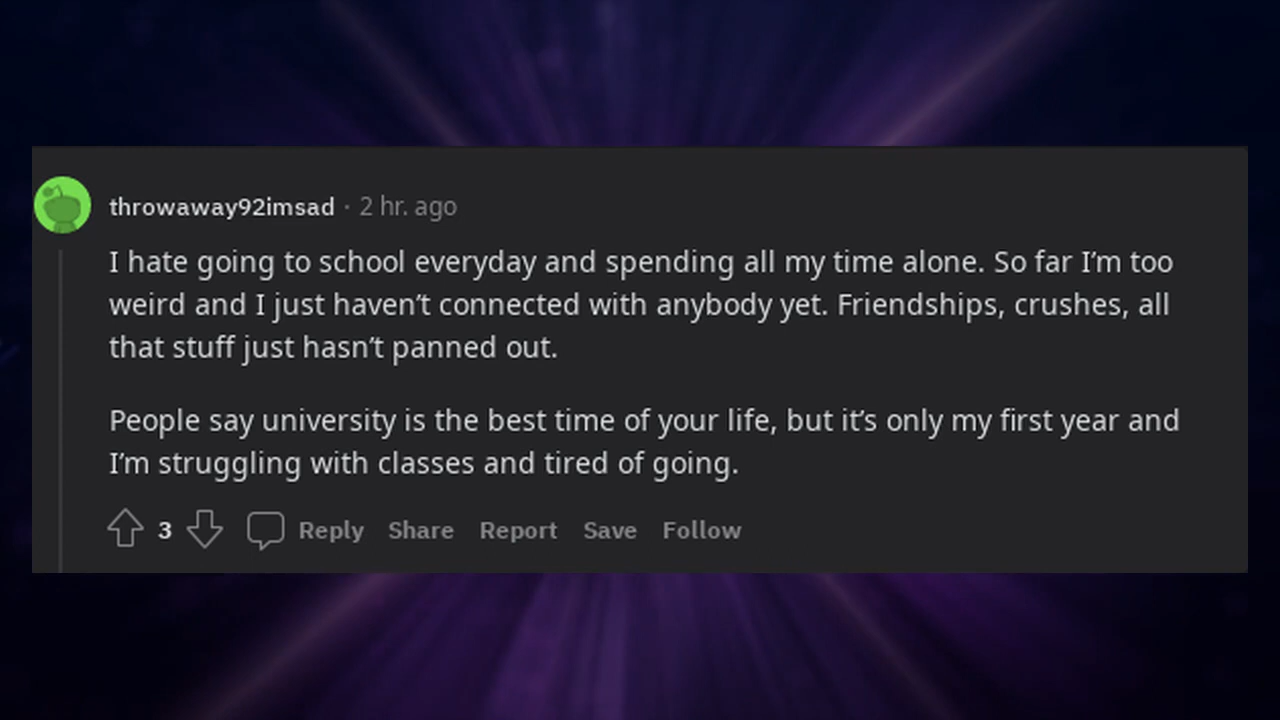 throwaway92imsad · 2 hr. ago
I hate going to school everyday and spending all my time alone. So far I’m too
weird and I just haven’t connected with anybody yet. Friendships, crushes, all
that stuff just hasn’t panned out.
People say university is the best time of your life, but it’s only my first year and
I’m struggling with classes and tired of going.
3 Reply Share Report Save Follow